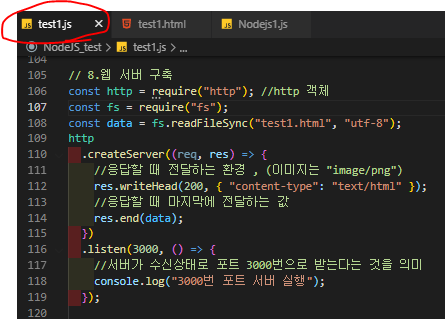 JS test1.js × test1.html JS Nodejs1.js
NodeJS_test > JS test1.js > ...
104
105 // 8.웹 서버 구축
106 const http = require("http"); //http 객체
107 const fs = require("fs");
108 const data = fs.readFileSync("test1.html", "utf-8");
109 http
110 .createServer((req, res) => {
111 //응답할 때 전달하는 환경 , (이미지는 "image/png")
112 res.writeHead(200, { "content-type": "text/html" });
113 //응답할 때 마지막에 전달하는 값
114 res.end(data);
115 })
116 .listen(3000, () => {
117 //서버가 수신상태로 포트 3000번으로 받는다는 것을 의미
118 console.log("3000번 포트 서버 실행");
119 });
120